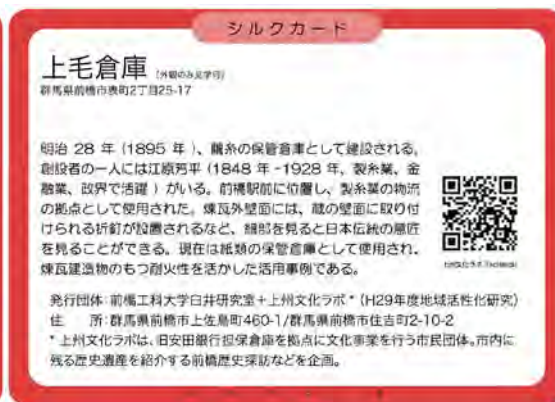 シルクカード
上毛倉庫 (外観のみ見学可)
群馬県前橋市表町2丁目25-17
明治 28 年 (1895 年 )、繭糸の保管倉庫として建設される。
創設者の一人には江原芳平 (1848 年 -1928 年、製糸業、金
融業、政界で活躍 ) がいる。前橋駅前に位置し、製糸業の物流
の拠点として使用された。煉瓦外壁面には、蔵の壁面に取り付
けられる折釘が設置されるなど、細部を見ると日本伝統の意匠
を見ることができる。現在は紙類の保管倉庫として使用され、
煉瓦建造物のもつ耐火性を活かした活用事例である。
発行団体:前橋工科大学臼井研究室+上州文化ラボ* (H29年度地域活性化研究)
住　所:群馬県前橋市上佐鳥町460-1/群馬県前橋市住吉町2-10-2
* 上州文化ラボは、旧安田銀行担保倉庫を拠点に文化事業を行う市民団体。市内に
残る歴史遺産を紹介する前橋歴史探訪などを企画。